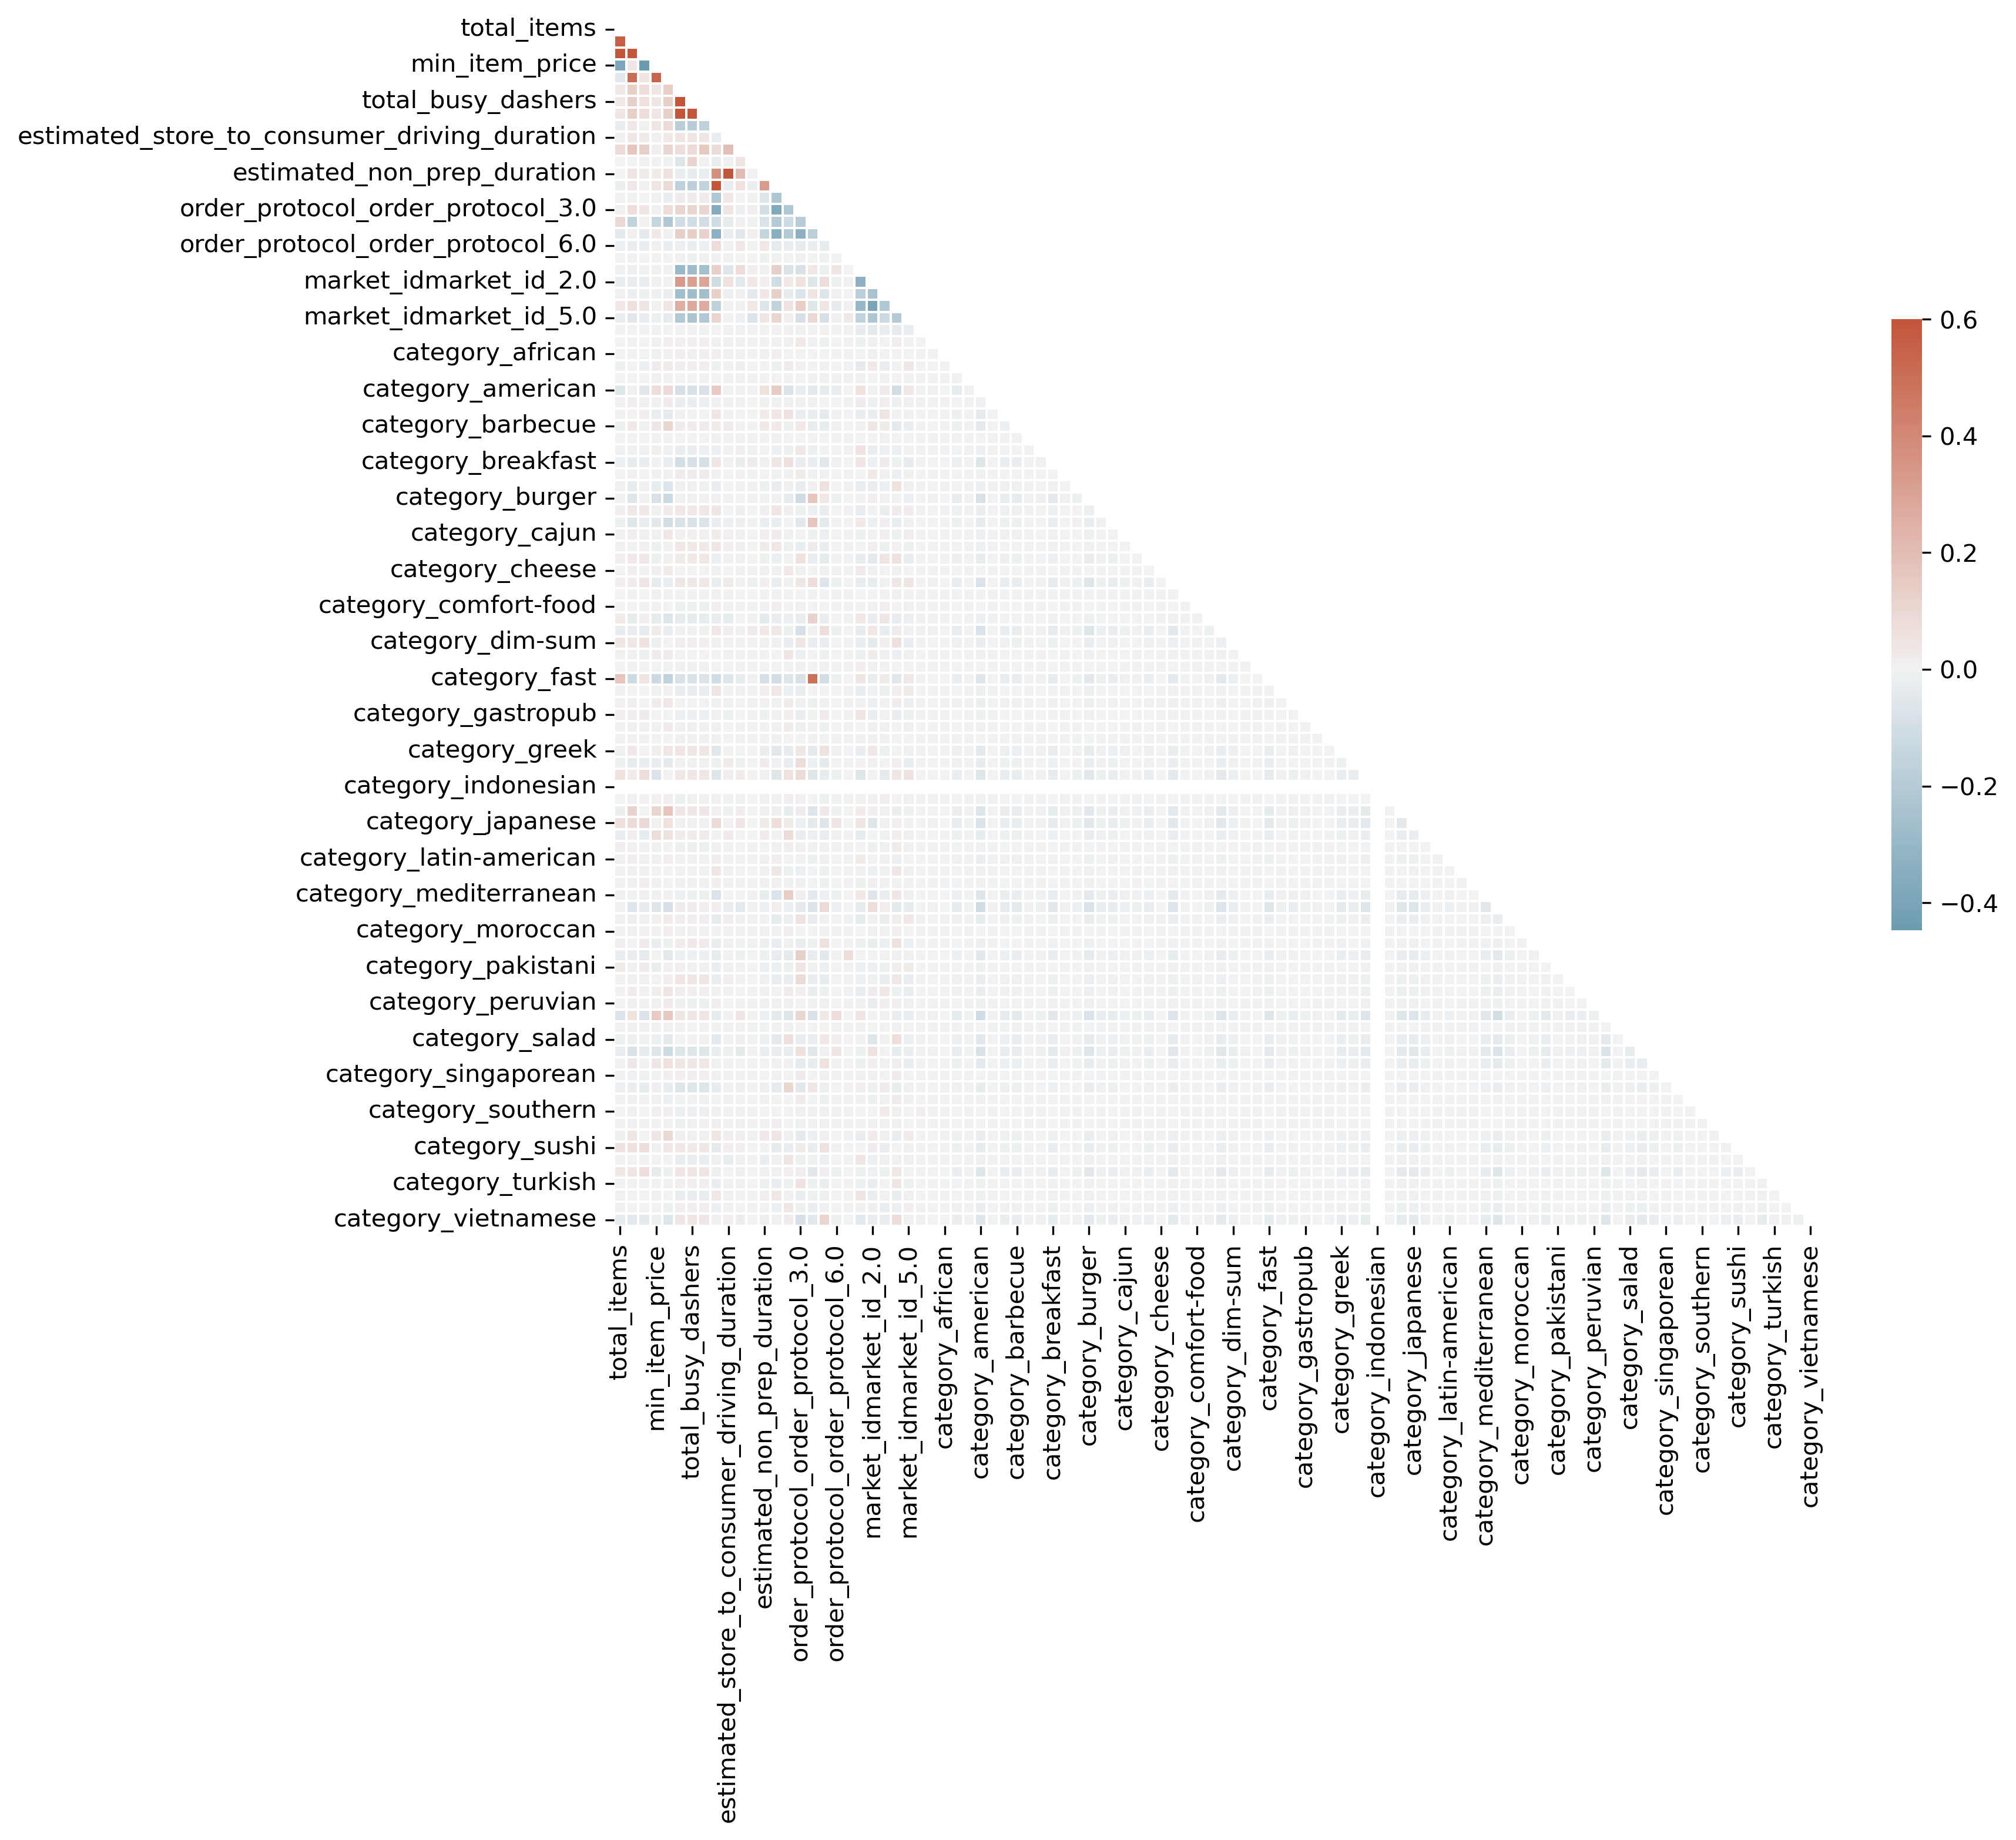 total_items
min_item_price
total_busy_dashers
estimated_store_to_consumer_driving_duration
estimated_non_prep_duration
order_protocol_order_protocol_3.0
order_protocol_order_protocol_6.0
market_idmarket_id_2.0
market_idmarket_id_5.0
category_african
category_american
category_barbecue
category_breakfast
category_burger
category_cajun
category_cheese
category_comfort-food
category_dim-sum
category_fast
category_gastropub
category_greek
category_indonesian
category_japanese
category_latin-american
category_mediterranean
category_moroccan
category_pakistani
category_peruvian
category_salad
category_singaporean
category_southern
category_sushi
category_turkish
category_vietnamese
total_items
min_item_price
total_busy_dashers
estimated_store_to_consumer_driving_duration
estimated_non_prep_duration
order_protocol_order_protocol_3.0
order_protocol_order_protocol_6.0
market_idmarket_id_2.0
market_idmarket_id_5.0
category_african
category_american
category_barbecue
category_breakfast
category_burger
category_cajun
category_cheese
category_comfort-food
category_dim-sum
category_fast
category_gastropub
category_greek
category_indonesian
category_japanese
category_latin-american
category_mediterranean
category_moroccan
category_pakistani
category_peruvian
category_salad
category_singaporean
category_southern
category_sushi
category_turkish
category_vietnamese
0.6
0.4
0.2
0.0
−0.2
−0.4